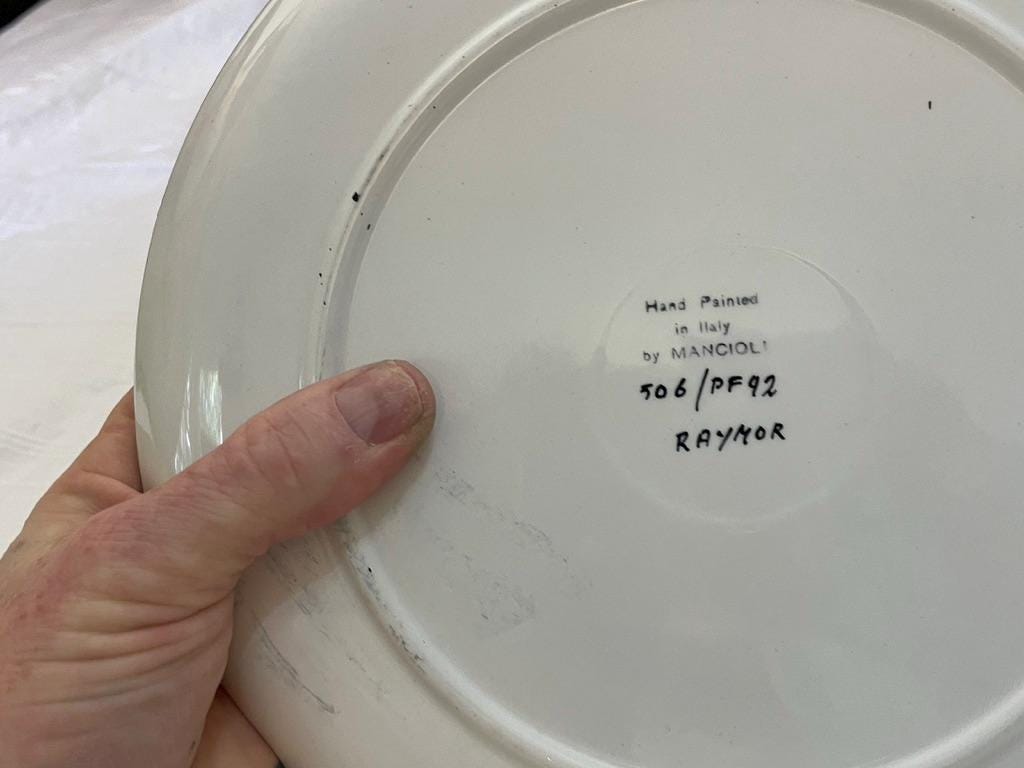 Hand Painted
in Italy
by MANCIOLI
506/PF92
RAYMOR